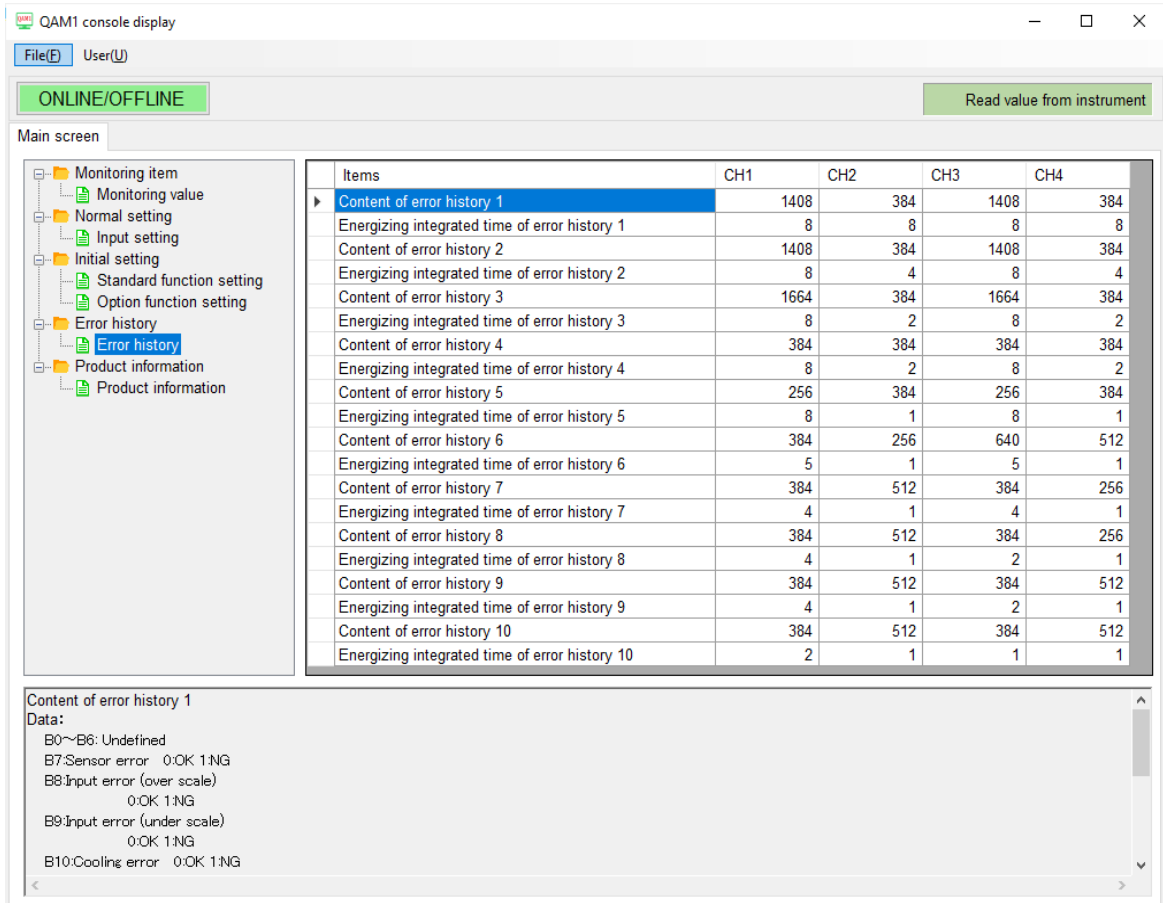 QAM1 console display
File(F) User(U)
ONLINE/OFFLINE
Read value from instrument
Main screen
Monitoring item
Monitoring value
Normal setting
Input setting
Initial setting
Standard function setting
Option function setting
Error history
Error history
Product information
Product information
Items CH1 CH2 CH3 CH4
Content of error history 1 1408 384 1408 384
Energizing integrated time of error history 1 8 8 8 8
Content of error history 2 1408 384 1408 384
Energizing integrated time of error history 2 8 4 8 4
Content of error history 3 1664 384 1664 384
Energizing integrated time of error history 3 8 2 8 2
Content of error history 4 384 384 384 384
Energizing integrated time of error history 4 8 2 8 2
Content of error history 5 256 384 256 384
Energizing integrated time of error history 5 8 1 8 1
Content of error history 6 384 256 640 512
Energizing integrated time of error history 6 5 1 5 1
Content of error history 7 384 512 384 256
Energizing integrated time of error history 7 4 1 4 1
Content of error history 8 384 512 384 256
Energizing integrated time of error history 8 4 1 2 1
Content of error history 9 384 512 384 512
Energizing integrated time of error history 9 4 1 2 1
Content of error history 10 384 512 384 512
Energizing integrated time of error history 10 2 1 1 1
Content of error history 1
Data:
B0～B6: Undefined
B7:Sensor error 0:OK 1:NG
B8:Input error (over scale)
0:OK 1:NG
B9:Input error (under scale)
0:OK 1:NG
B10:Cooling error 0:OK 1:NG